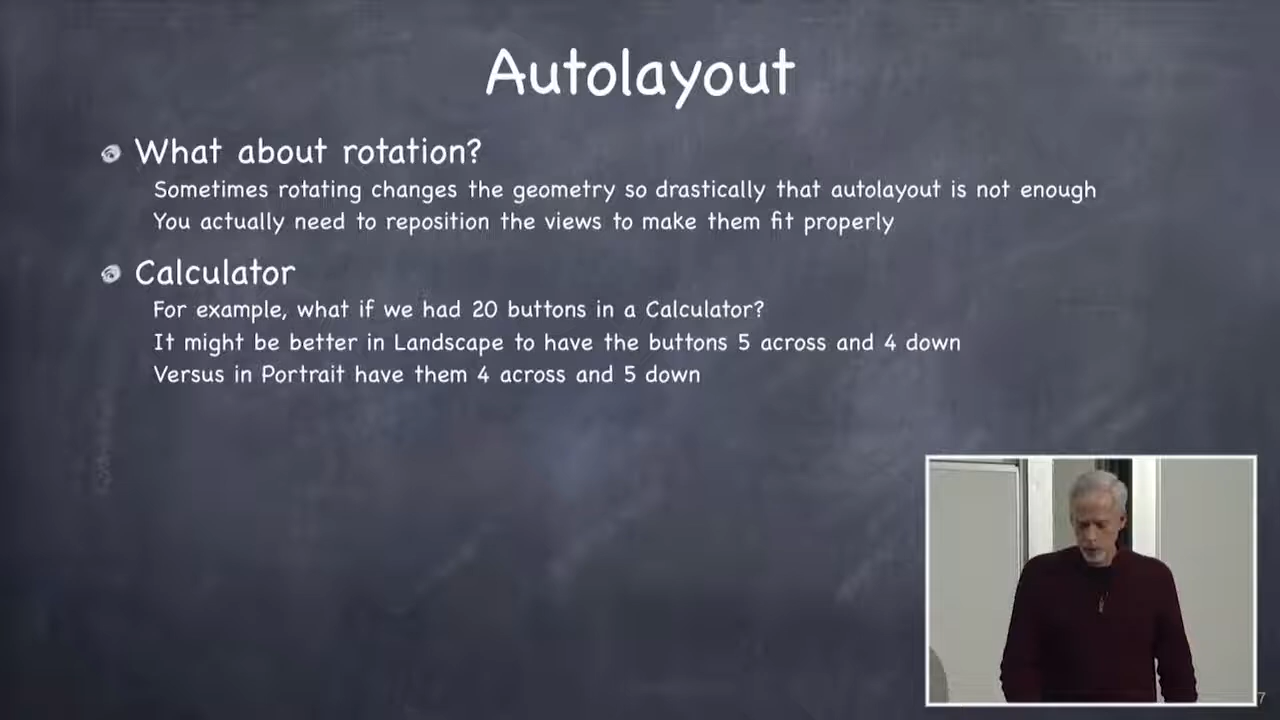 Autolayout
What about rotation?
Sometimes rotating changes the geometry so drastically that autolayout is not enough
You actually need to reposition the views to make them fit properly
Calculator
For example, what if we had 20 buttons in a Calculator?
It might be better in Landscape to have the buttons 5 across and 4 down
Versus in Portrait have them 4 across and 5 down
7